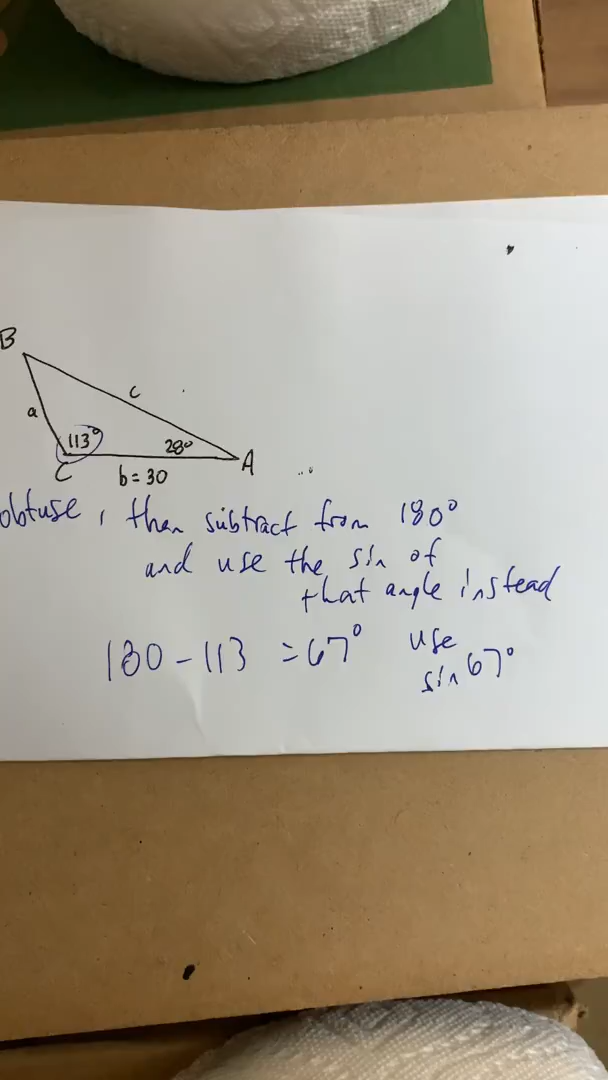 B
c
a
113°
28°
A
C
b = 30
obtuse, then subtract from 180°
and use the sin of
that angle instead
180 - 113 = 67° use
sin 67°